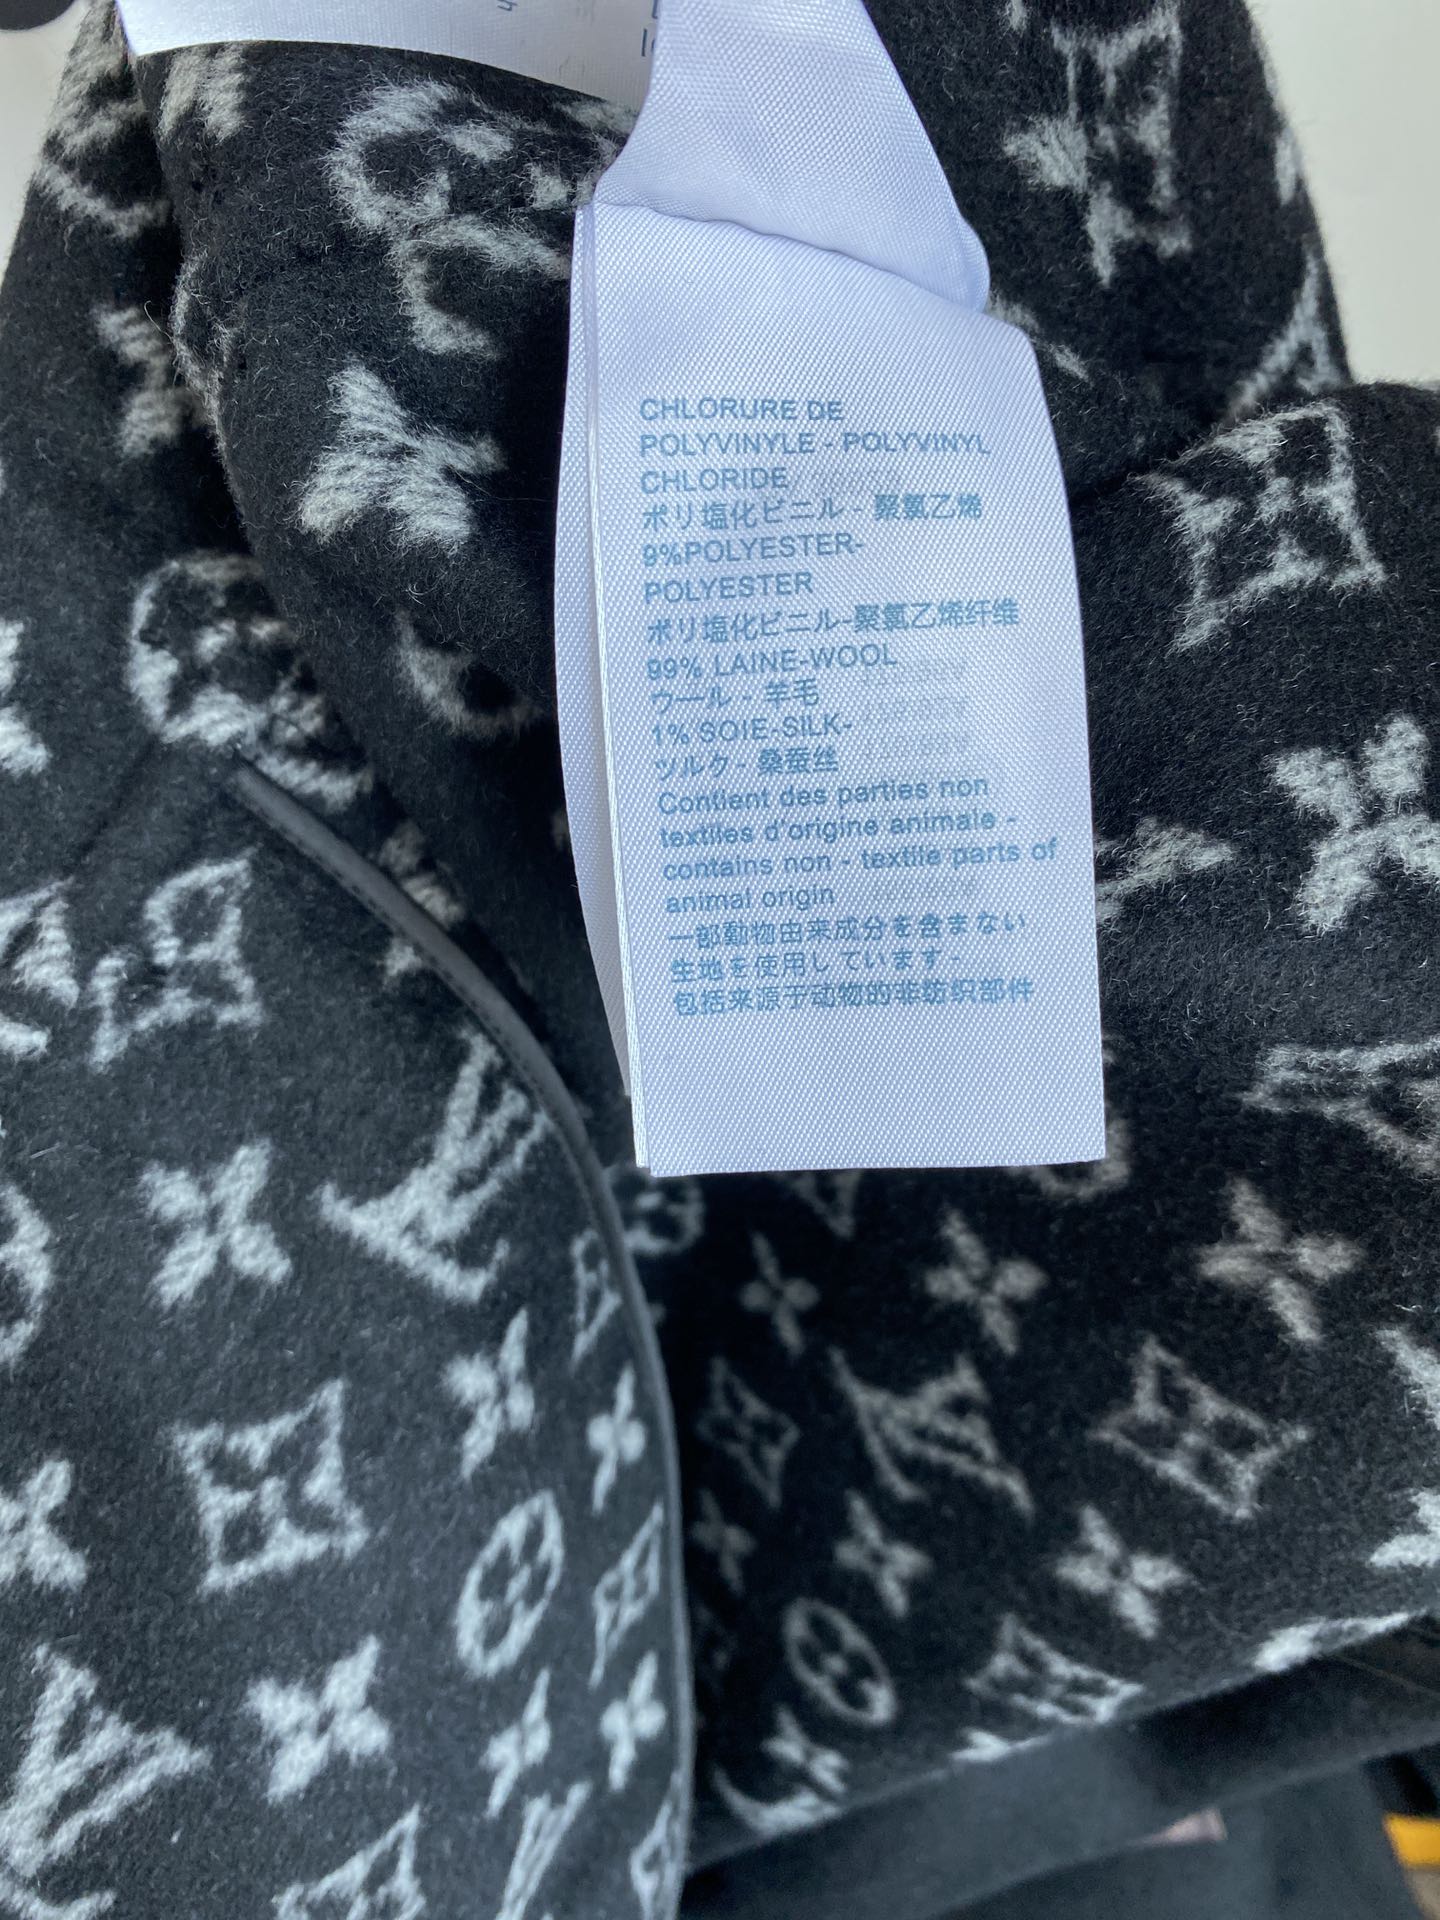 CHLORURE DE
POLYVINYLE - POLYVINYL
CHLORIDE
ポリ塩化ビニル - 聚氯乙烯
9%POLYESTER-
POLYESTER
ポリ塩化ビニル-聚氯乙烯纤维
99% LAINE-WOOL
ウール - 羊毛
1% SOIE-SILK-
ツルク- 桑蚕丝
Contient des parties non
textiles d'origine animale -
contains non - textile parts of
animal origin
一部動物由来成分を含まない
生地を使用しています-
包括来源于动物的非纺织部件